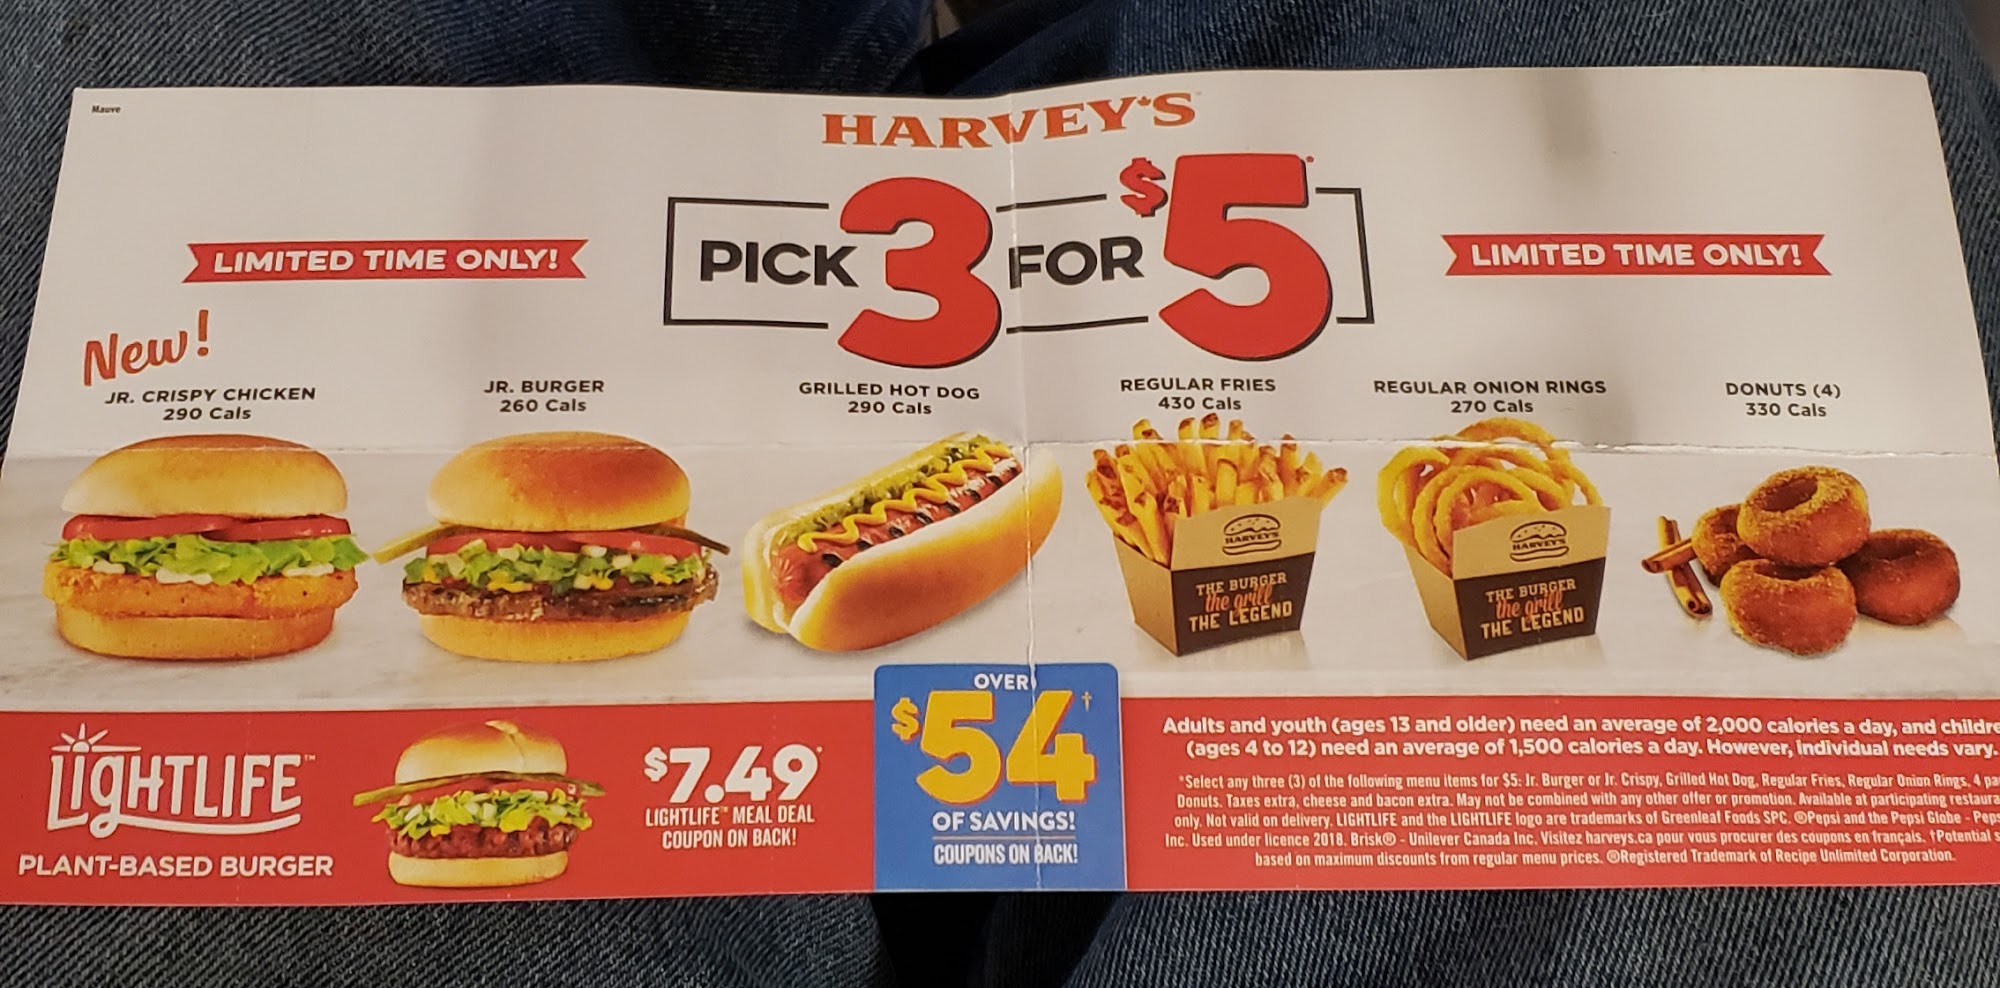 Mauve
HARVEY'S
PICK 3 FOR $5*
LIMITED TIME ONLY!
LIMITED TIME ONLY!
New!
JR. CRISPY CHICKEN
290 Cals
JR. BURGER
260 Cals
GRILLED HOT DOG
290 Cals
REGULAR FRIES
430 Cals
REGULAR ONION RINGS
270 Cals
DONUTS (4)
330 Cals
HARVEY'S
THE BURGER
the grill
THE LEGEND
HARVEY'S
THE BURGER
the grill
THE LEGEND
LIGHTLIFE™
PLANT-BASED BURGER
$7.49*
LIGHTLIFE™ MEAL DEAL
COUPON ON BACK!
OVER
$54†
OF SAVINGS!
COUPONS ON BACK!
Adults and youth (ages 13 and older) need an average of 2,000 calories a day, and childre
(ages 4 to 12) need an average of 1,500 calories a day. However, individual needs vary.
*Select any three (3) of the following menu items for $5: Jr. Burger or Jr. Crispy, Grilled Hot Dog, Regular Fries, Regular Onion Rings, 4 pa
Donuts. Taxes extra, cheese and bacon extra. May not be combined with any other offer or promotion. Available at participating restaura
only. Not valid on delivery. LIGHTLIFE and the LIGHTLIFE logo are trademarks of Greenleaf Foods SPC. ®Pepsi and the Pepsi Globe - Peps
Inc. Used under licence 2018. Brisk® - Unilever Canada Inc. Visitez harveys.ca pour vous procurer des coupons en français. †Potential s
based on maximum discounts from regular menu prices. ®Registered Trademark of Recipe Unlimited Corporation.